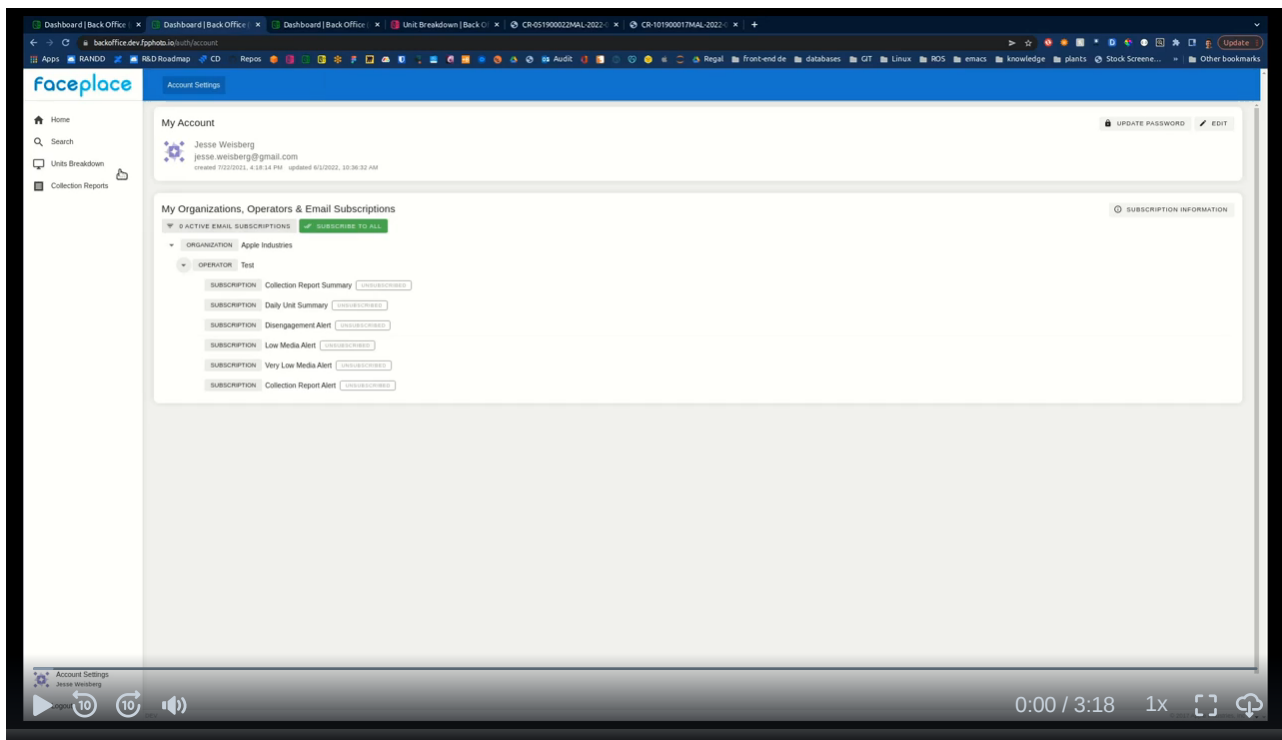 Dashboard | Back Office
Dashboard | Back Office
Dashboard | Back Office
Unit Breakdown | Back O
CR-051900022MAL-2022-
CR-101900017MAL-2022-
backoffice.dev.fpphoto.io/auth/account
Update
Apps RANDD R&D Roadmap CD Repos Audit Regal front-end de databases GIT Linux ROS emacs knowledge plants Stock Screene... Other bookmarks
faceplace
Account Settings
Home
Search
Units Breakdown
Collection Reports
My Account
UPDATE PASSWORD
EDIT
Jesse Weisberg
jesse.weisberg@gmail.com
created 7/22/2021, 4:18:14 PM updated 6/1/2022, 10:36:32 AM
My Organizations, Operators & Email Subscriptions
SUBSCRIPTION INFORMATION
0 ACTIVE EMAIL SUBSCRIPTIONS
SUBSCRIBE TO ALL
ORGANIZATION Apple Industries
OPERATOR Test
SUBSCRIPTION Collection Report Summary UNSUBSCRIBED
SUBSCRIPTION Daily Unit Summary UNSUBSCRIBED
SUBSCRIPTION Disengagement Alert UNSUBSCRIBED
SUBSCRIPTION Low Media Alert UNSUBSCRIBED
SUBSCRIPTION Very Low Media Alert UNSUBSCRIBED
SUBSCRIPTION Collection Report Alert UNSUBSCRIBED
Account Settings
Jesse Weisberg
10
10
0:00 / 3:18
1x